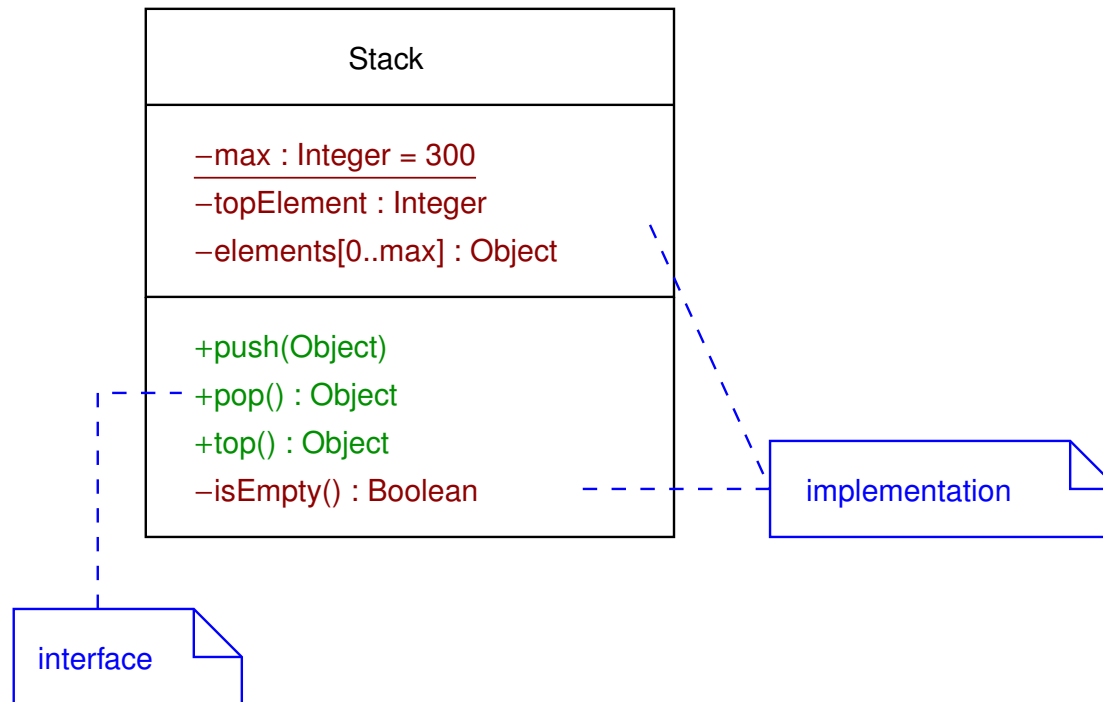 Stack
−max : Integer = 300
−topElement : Integer
−elements[0..max] : Object
+push(Object)
+pop() : Object
+top() : Object
−isEmpty() : Boolean
implementation
interface